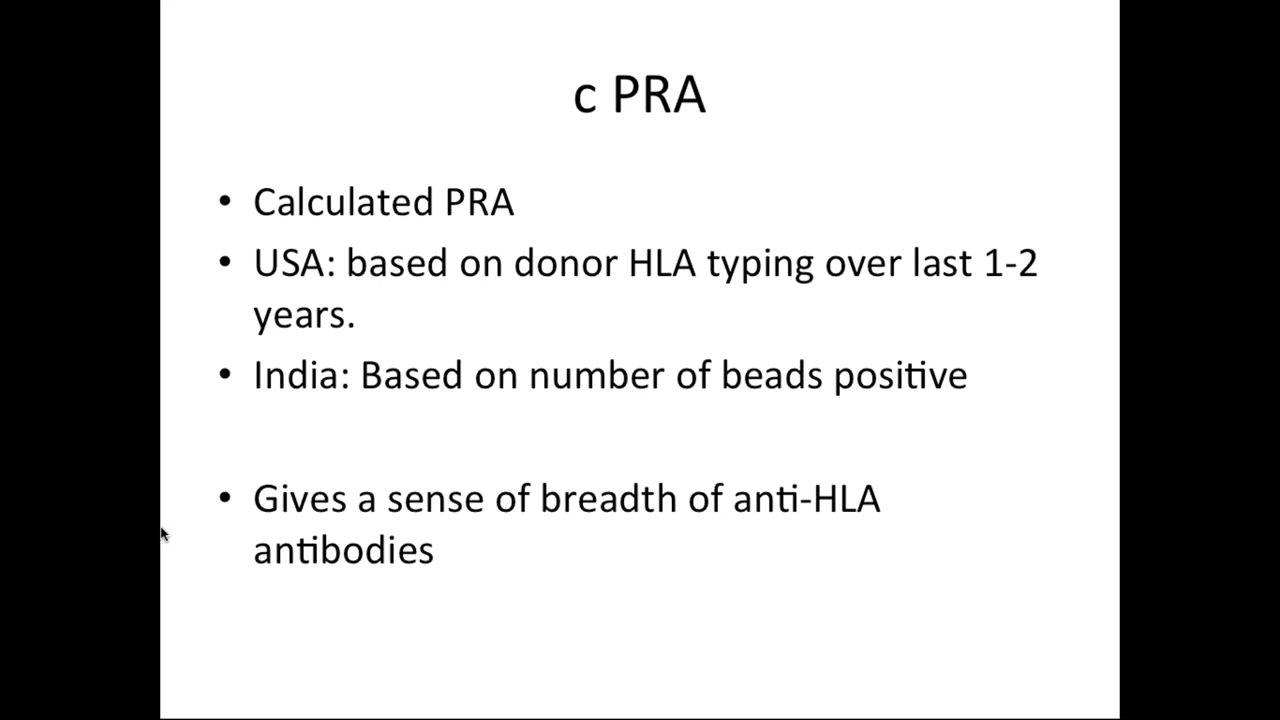 c PRA
• Calculated PRA
• USA: based on donor HLA typing over last 1-2
years.
• India: Based on number of beads positive
• Gives a sense of breadth of anti-HLA
antibodies